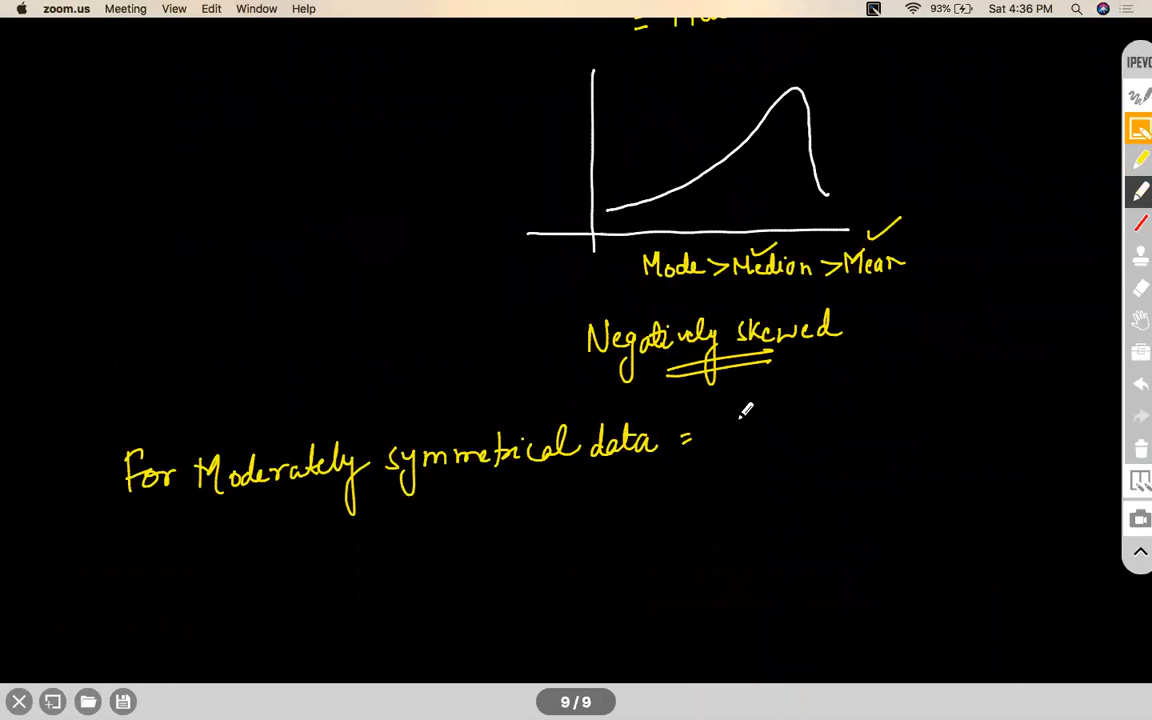 zoom.us Meeting View Edit Window Help 93% Sat 4:36 PM
IPEVO
Mode > Median > Mean
Negatively skewed
For Moderately symmetrical data =
9 / 9